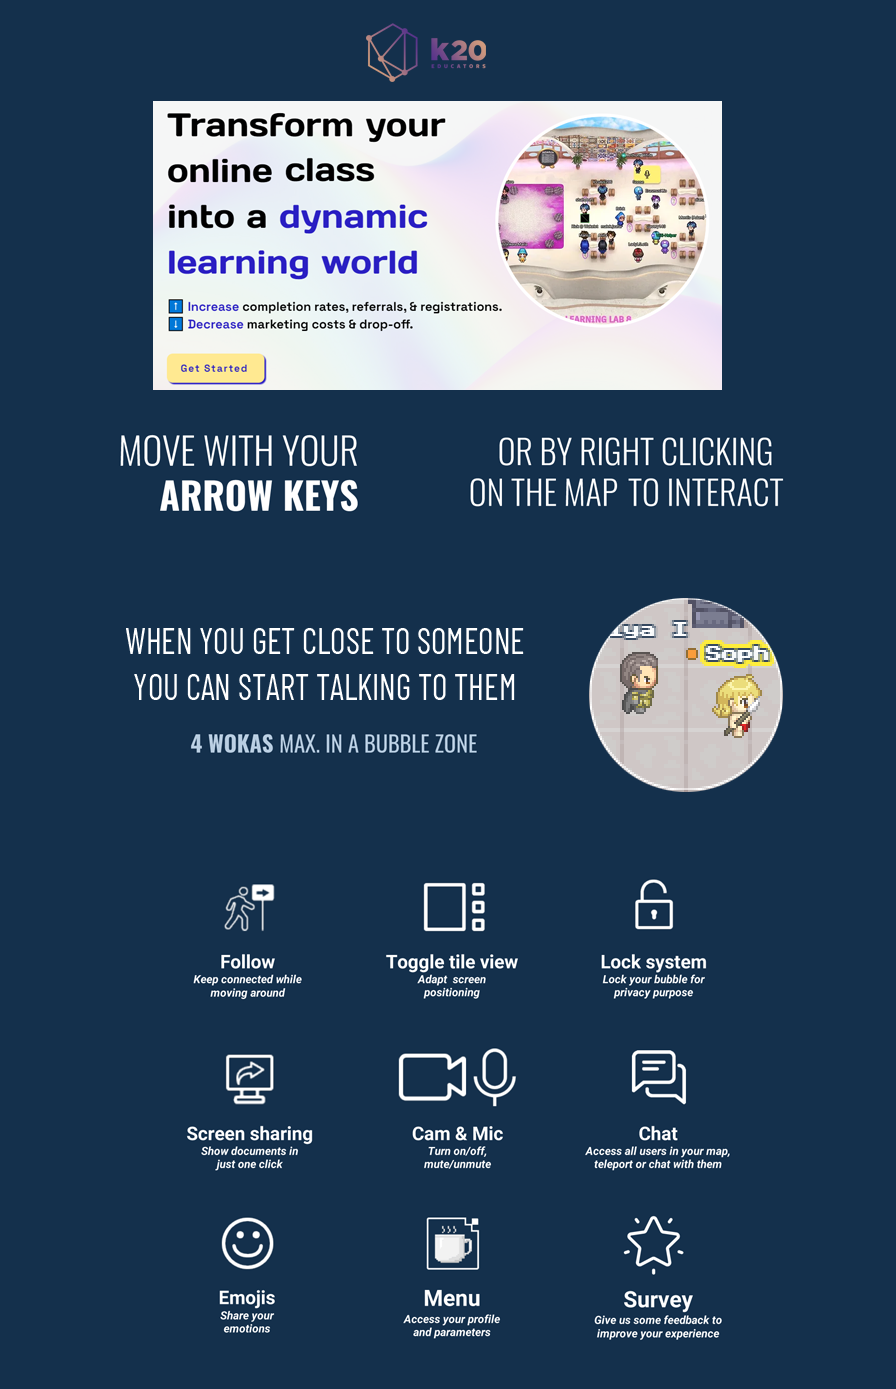 k20
EDUCATORS
Transform your
online class
into a dynamic
learning world
Increase completion rates, referrals, & registrations.
Decrease marketing costs & drop-off.
Get Started
LEARNING LAB
MOVE WITH YOUR
ARROW KEYS
OR BY RIGHT CLICKING
ON THE MAP TO INTERACT
WHEN YOU GET CLOSE TO SOMEONE
YOU CAN START TALKING TO THEM
4 WOKAS MAX. IN A BUBBLE ZONE
ya I
Soph
Follow
Keep connected while
moving around
Toggle tile view
Adapt screen
positioning
Lock system
Lock your bubble for
privacy purpose
Screen sharing
Show documents in
just one click
Cam & Mic
Turn on/off,
mute/unmute
Chat
Access all users in your map,
teleport or chat with them
Emojis
Share your
emotions
Menu
Access your profile
and parameters
Survey
Give us some feedback to
improve your experience